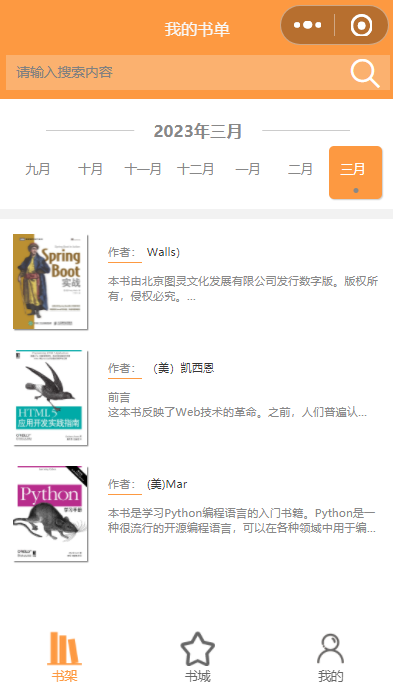 我的书单
请输入搜索内容
2023年三月
九月 十月 十一月 十二月 一月 二月 三月
Spring
Boot
实战
作者： Walls)
本书由北京图灵文化发展有限公司发行数字版。版权所
有，侵权必究。...
HTML5
应用开发实践指南
O'REILLY
作者： （美）凯西恩
前言
这本书反映了Web技术的革命。之前，人们普遍认...
Python
学习手册
O'REILLY
作者： (美)Mar
本书是学习Python编程语言的入门书籍。Python是一
种很流行的开源编程语言，可以在各种领域中用于编...
书架 书城 我的